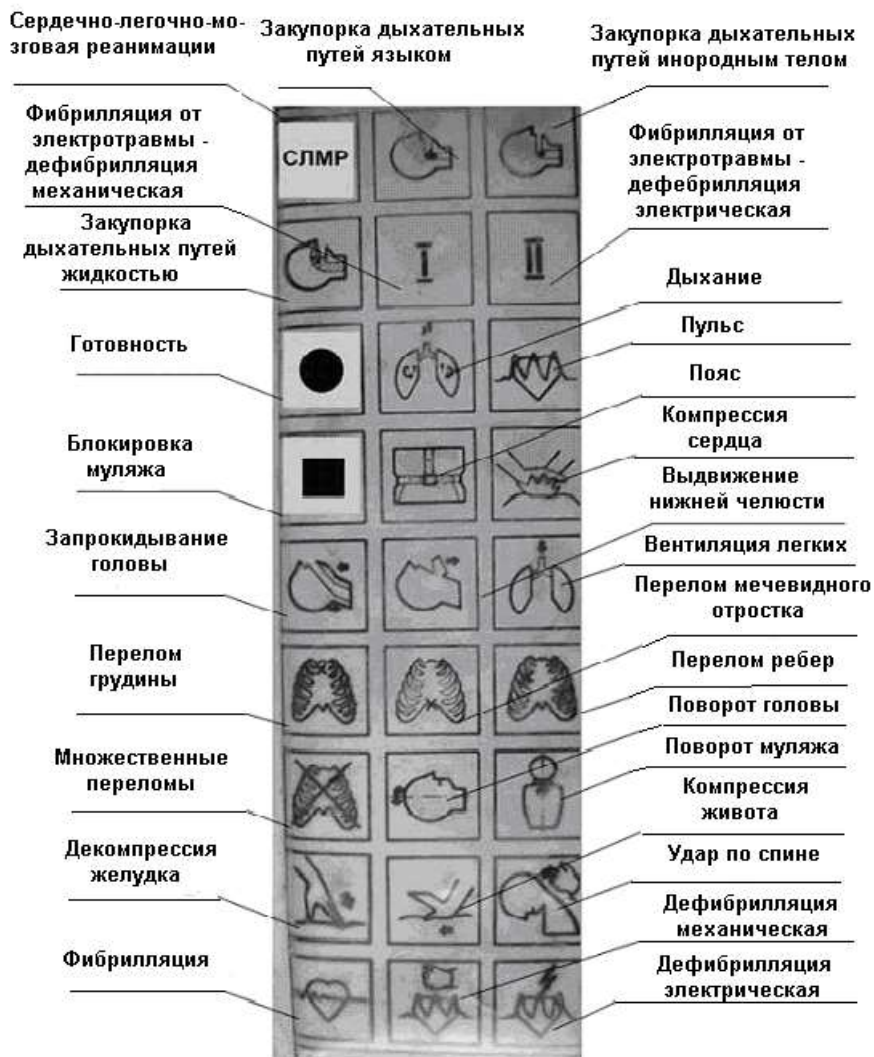 Сердечно-легочно-мо-
зговая реанимации
Закупорка дыхательных
путей языком
Закупорка дыхательных
путей инородным телом
Фибрилляция от
электротравмы -
дефибрилляция
механическая
СЛМР
Фибрилляция от
электротравмы -
дефебрилляция
электрическая
Закупорка
дыхательных путей
жидкостью
I
II
Дыхание
Готовность
Пульс
Пояс
Блокировка
муляжа
Компрессия
сердца
Выдвижение
нижней челюсти
Запрокидывание
головы
Вентиляция легких
Перелом мечевидного
отростка
Перелом
грудины
Перелом ребер
Поворот головы
Множественные
переломы
Поворот муляжа
Компрессия
живота
Декомпрессия
желудка
Удар по спине
Дефибрилляция
механическая
Фибрилляция
Дефибрилляция
электрическая